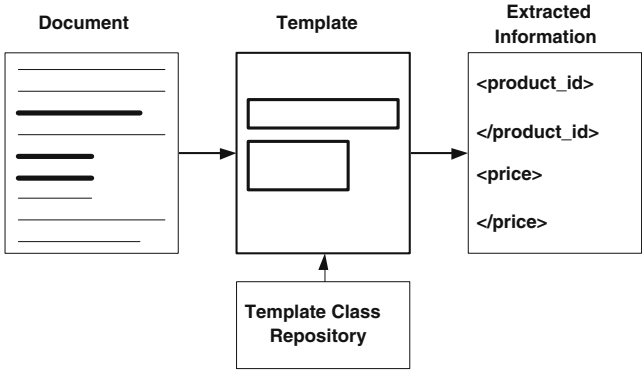 Document
Template
Extracted
Information
<product_id>
</product_id>
<price>
</price>
Template Class
Repository